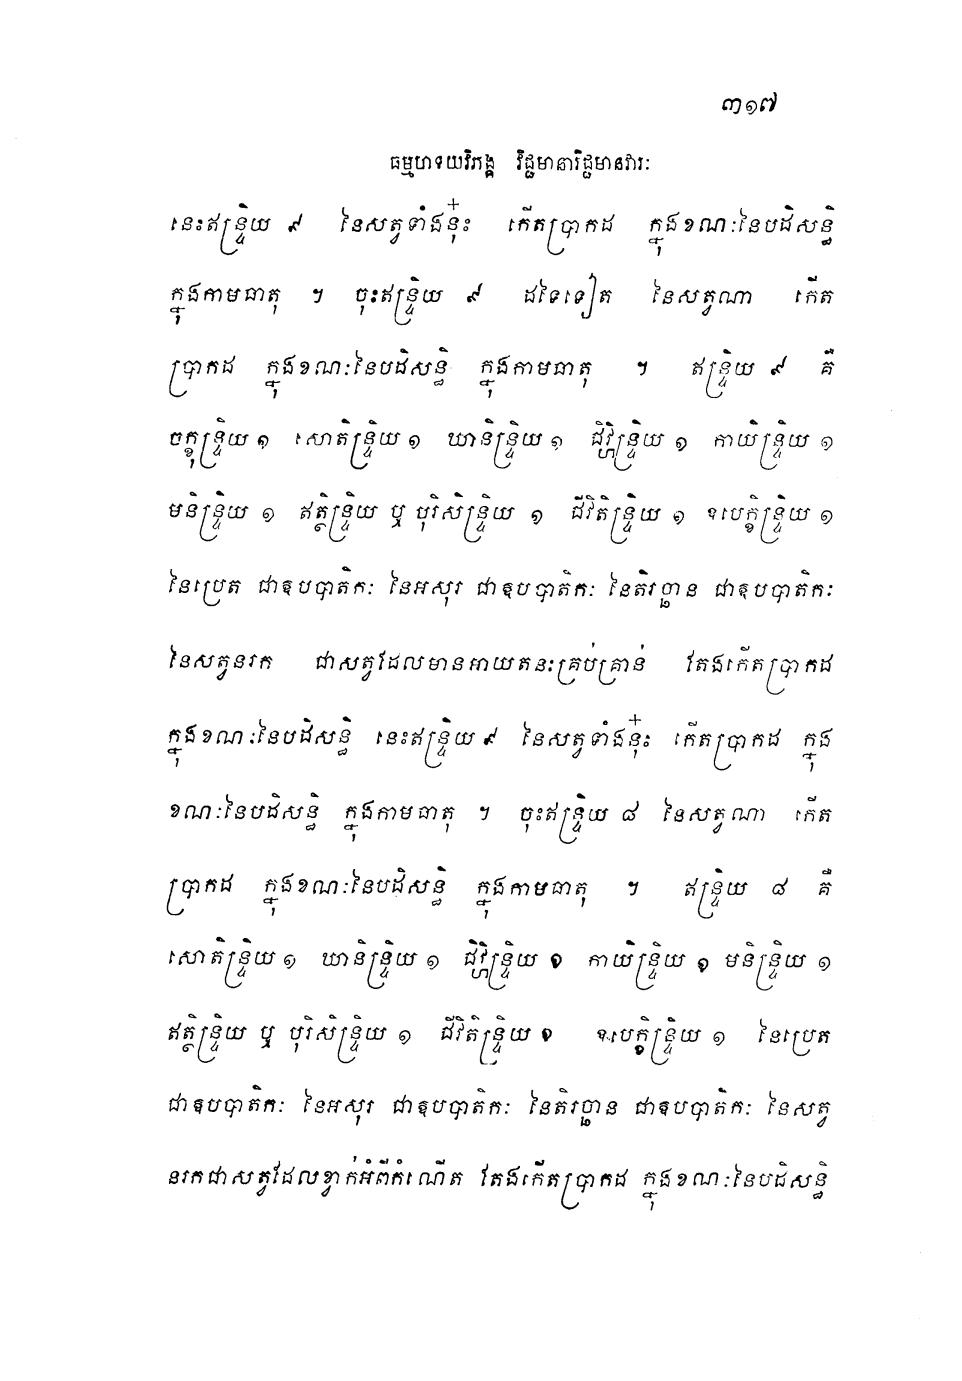 ៣១៧
ធម្មហទយវិភង្គ វិជ្ជមានារិជ្ជមានវារៈ
នេះឥន្ទ្រិយ ៩ នៃសត្វទាំងនុ៎ះ កើតប្រាកដ ក្នុងខណៈនៃបដិសន្ធិ
ក្នុងកាមធាតុ ។ ចុះឥន្ទ្រិយ ៩ ដទៃទៀត នៃសត្វណា កើត
ប្រាកដ ក្នុងខណៈនៃបដិសន្ធិ ក្នុងកាមធាតុ ។ ឥន្ទ្រិយ ៩ គឺ
ចក្ខុន្ទ្រិយ ១ សោតិន្ទ្រិយ ១ ឃានិន្ទ្រិយ ១ ជិវ្ហិន្ទ្រិយ ១ កាយិន្ទ្រិយ ១
មនិន្ទ្រិយ ១ ឥត្ថិន្ទ្រិយ ឬ បុរិសិន្ទ្រិយ ១ ជីវិតិន្ទ្រិយ ១ ឧបេក្ខិន្ទ្រិយ ១
នៃប្រេត ជាឧបបាតិកៈ នៃអសុរ ជាឧបបាតិកៈ នៃតិរច្ឆាន ជាឧបបាតិកៈ
នៃសត្វនរក ជាសត្វដែលមានអាយតនះគ្រប់គ្រាន់ តែងកើតប្រាកដ
ក្នុងខណៈនៃបដិសន្ធិ នេះឥន្ទ្រិយ ៩ នៃសត្វទាំងនុ៎ះ កើតប្រាកដ ក្នុង
ខណៈនៃបដិសន្ធិ ក្នុងកាមធាតុ ។ ចុះឥន្ទ្រិយ ៨ នៃសត្វណា កើត
ប្រាកដ ក្នុងខណៈនៃបដិសន្ធិ ក្នុងកាមធាតុ ។ ឥន្ទ្រិយ ៨ គឺ
សោតិន្ទ្រិយ ១ ឃានិន្ទ្រិយ ១ ជិវ្ហិន្ទ្រិយ ១ កាយិន្ទ្រិយ ១ មនិន្ទ្រិយ ១
ឥត្ថិន្ទ្រិយ ឬ បុរិសិន្ទ្រិយ ១ ជីវិតិន្ទ្រិយ ១ ឧបេក្ខិន្ទ្រិយ ១ នៃប្រេត
ជាឧបបាតិកៈ នៃអសុរ ជាឧបបាតិកៈ នៃតិរច្ឆាន ជាឧបបាតិកៈ នៃសត្វ
នរកជាសត្វដែលខ្វាក់អំពីកំណើត តែងកើតប្រាកដ ក្នុងខណៈនៃបដិសន្ធិ